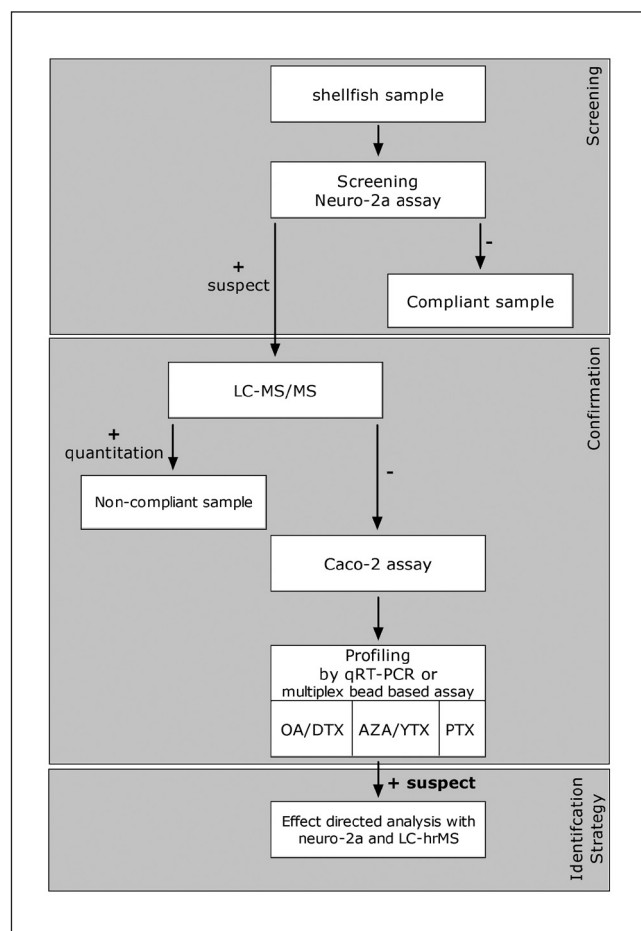 Screening
shellfish sample
Screening
Neuro-2a assay
-
+
suspect
Compliant sample
Confirmation
LC-MS/MS
+
quantitation
-
Non-compliant sample
Caco-2 assay
Profiling
by qRT-PCR or
multiplex bead based assay
OA/DTX AZA/YTX PTX
+ suspect
Identifcation
Strategy
Effect directed analysis with
neuro-2a and LC-hrMS